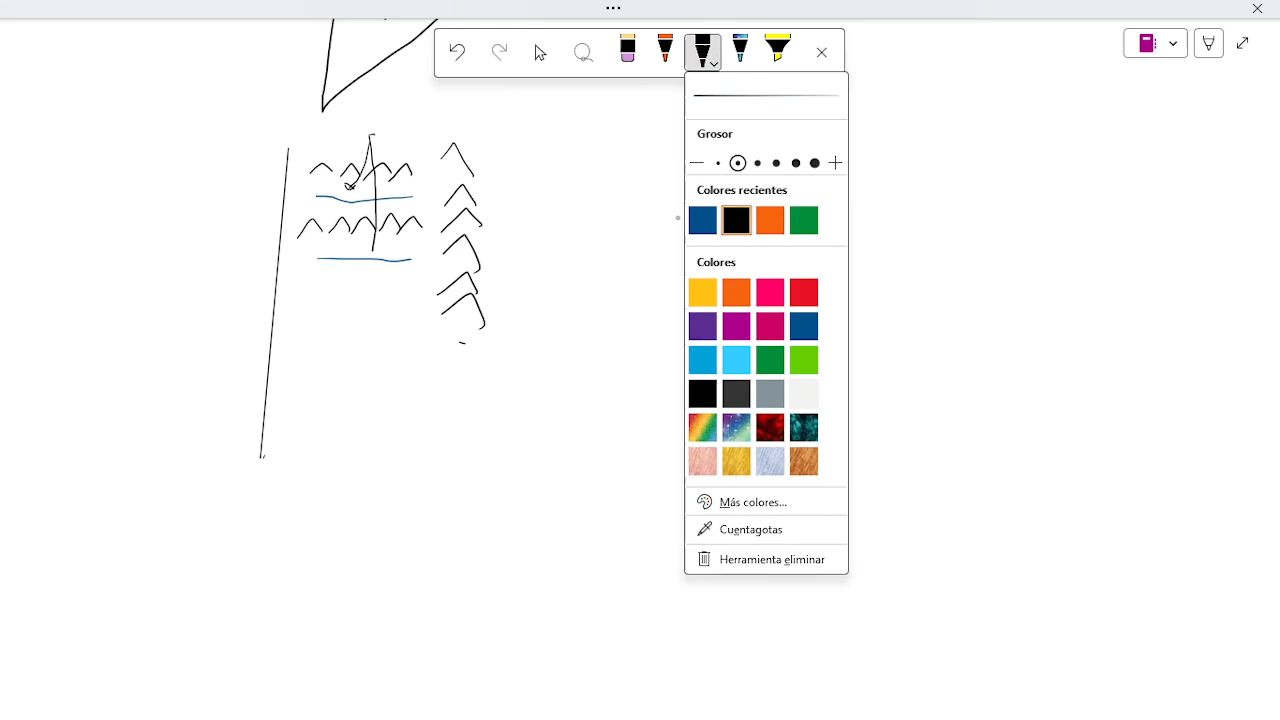 Grosor
Colores recientes
Colores
Más colores...
Cuentagotas
Herramienta eliminar